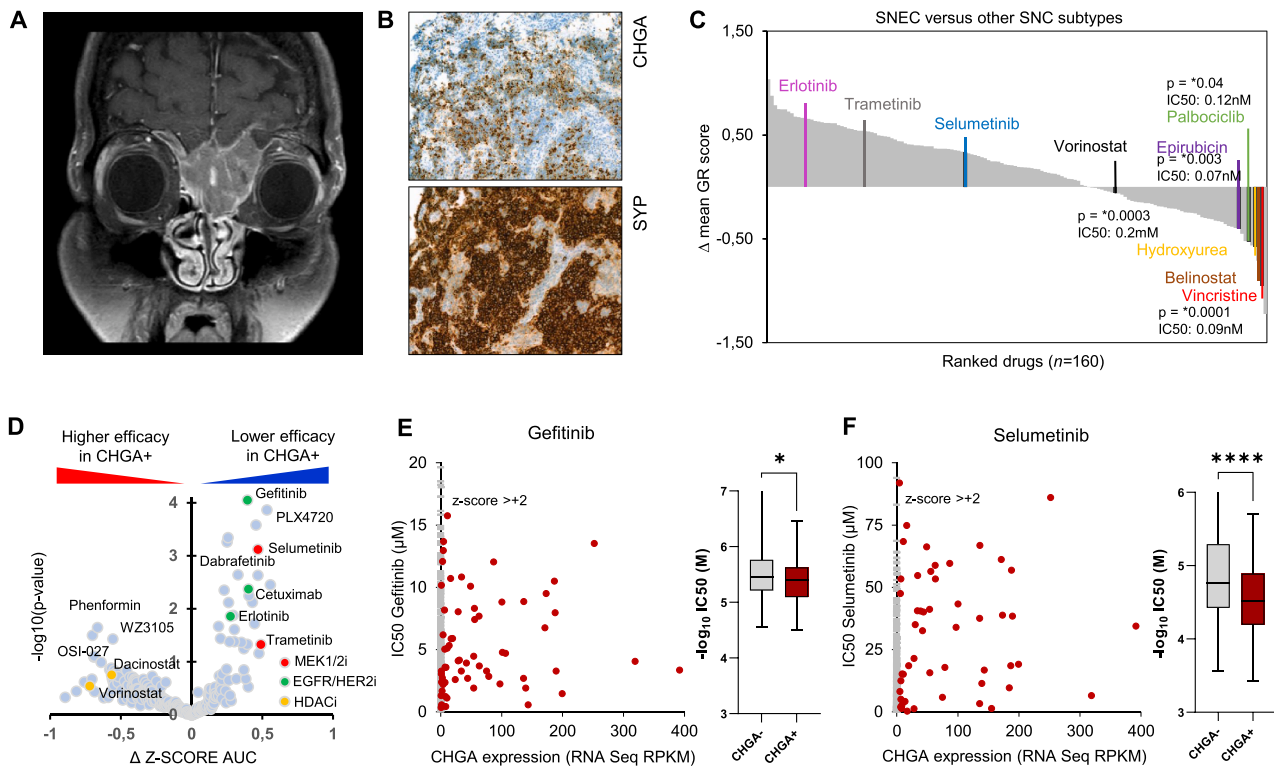 A
B
CHGA
SYP
C
SNEC versus other SNC subtypes
1,50
0,50
-0,50
-1,50
Δ mean GR score
Erlotinib
Trametinib
Selumetinib
Vorinostat
p = *0.0003
IC50: 0.2mM
p = *0.04
IC50: 0.12nM
Palbociclib
Epirubicin
p = *0.003
IC50: 0.07nM
Hydroxyurea
Belinostat
Vincristine
p = *0.0001
IC50: 0.09nM
Ranked drugs (n=160)
D
Higher efficacy
in CHGA+
Lower efficacy
in CHGA+
4
3
2
1
0
-log10(p-value)
Gefitinib
PLX4720
Selumetinib
Dabrafetinib
Cetuximab
Phenformin
Erlotinib
WZ3105
Trametinib
OSI-027
Dacinostat
Vorinostat
MEK1/2i
EGFR/HER2i
HDACi
-1
-0,5
0
0,5
1
Δ Z-SCORE AUC
E
Gefitinib
20
15
10
5
0
IC50 Gefitinib (µM)
z-score >+2
0
100
200
300
400
CHGA expression (RNA Seq RPKM)
*
7
6
5
4
3
-log10 IC50 (M)
CHGA-
CHGA+
F
Selumetinib
100
75
50
25
0
IC50 Selumetinib (µM)
z-score >+2
0
100
200
300
400
CHGA expression (RNA Seq RPKM)
****
6
5
4
3
-log10 IC50 (M)
CHGA-
CHGA+